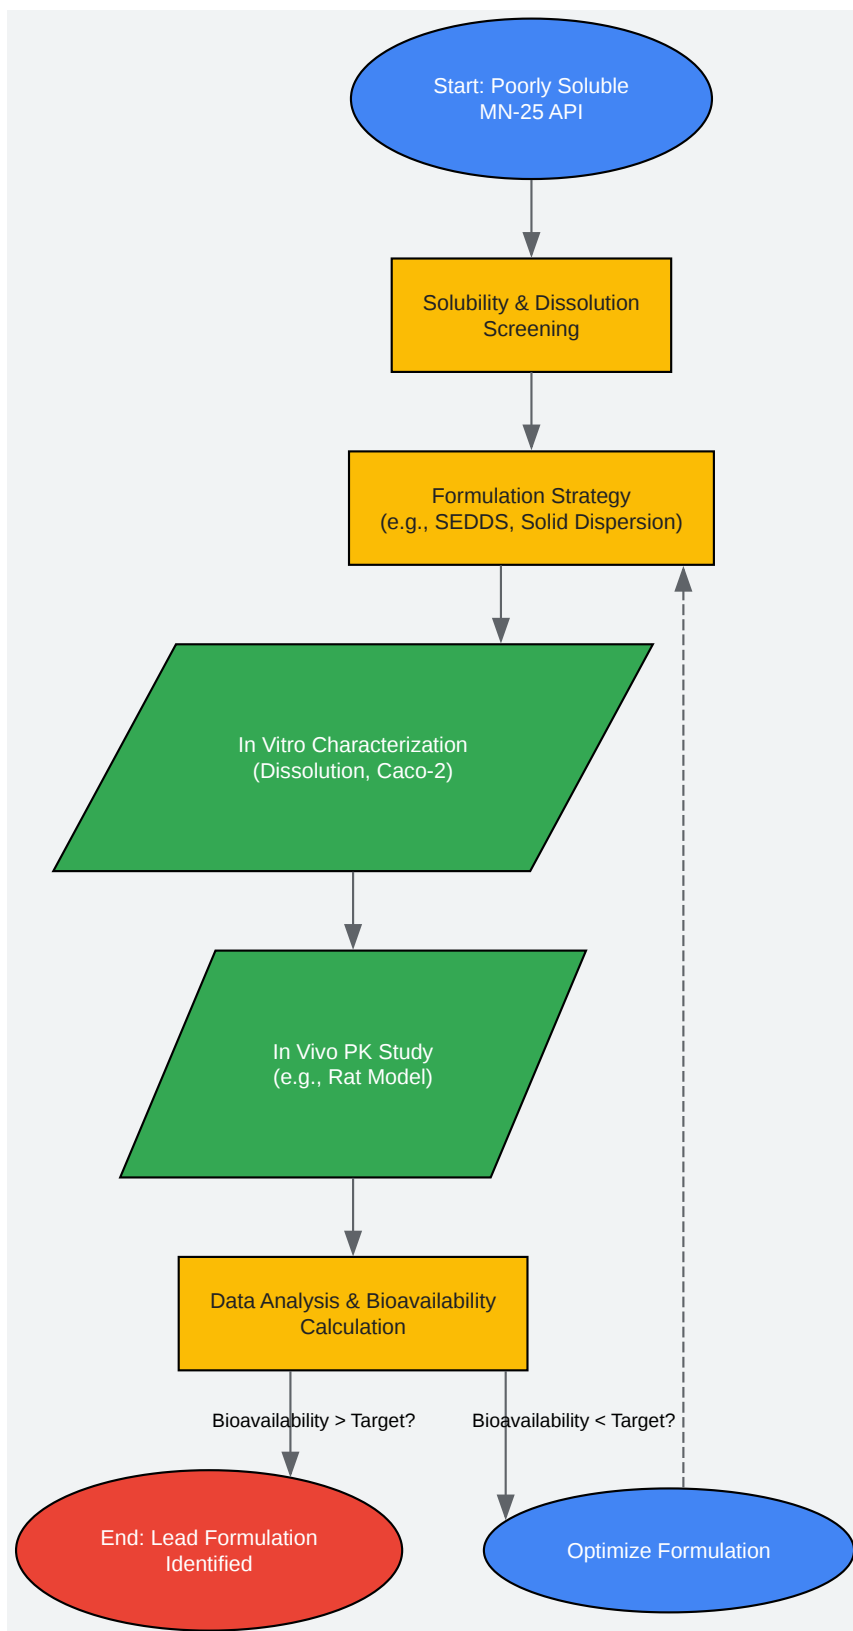 Start: Poorly Soluble
MN-25 API
Solubility & Dissolution
Screening
Formulation Strategy
(e.g., SEDDS, Solid Dispersion)
In Vitro Characterization
(Dissolution, Caco-2)
In Vivo PK Study
(e.g., Rat Model)
Data Analysis & Bioavailability
Calculation
Bioavailability > Target?
Bioavailability < Target?
End: Lead Formulation
Identified
Optimize Formulation